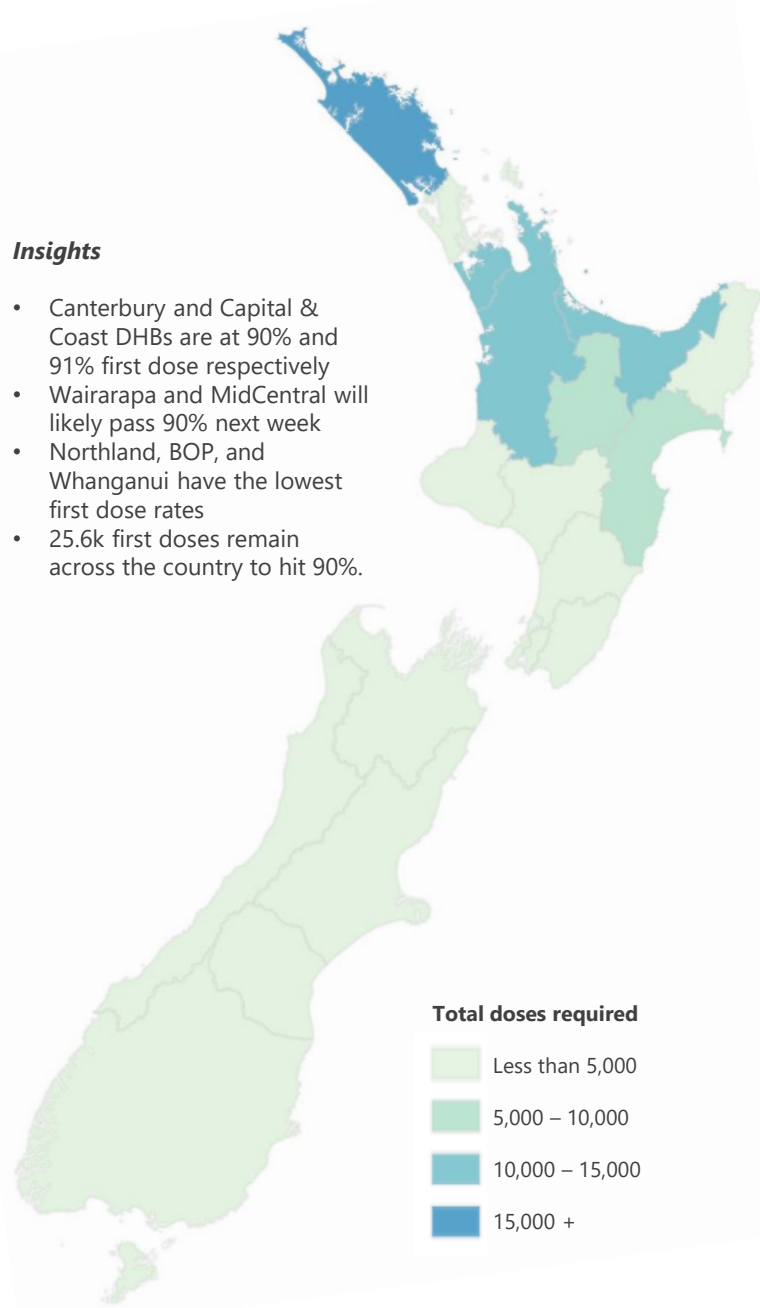 Insights
• Canterbury and Capital &
Coast DHBs are at 90% and
91% first dose respectively
• Wairarapa and MidCentral will
likely pass 90% next week
• Northland, BOP, and
Whanganui have the lowest
first dose rates
• 25.6k first doses remain
across the country to hit 90%.
Total doses required
Less than 5,000
5,000 – 10,000
10,000 – 15,000
15,000 +